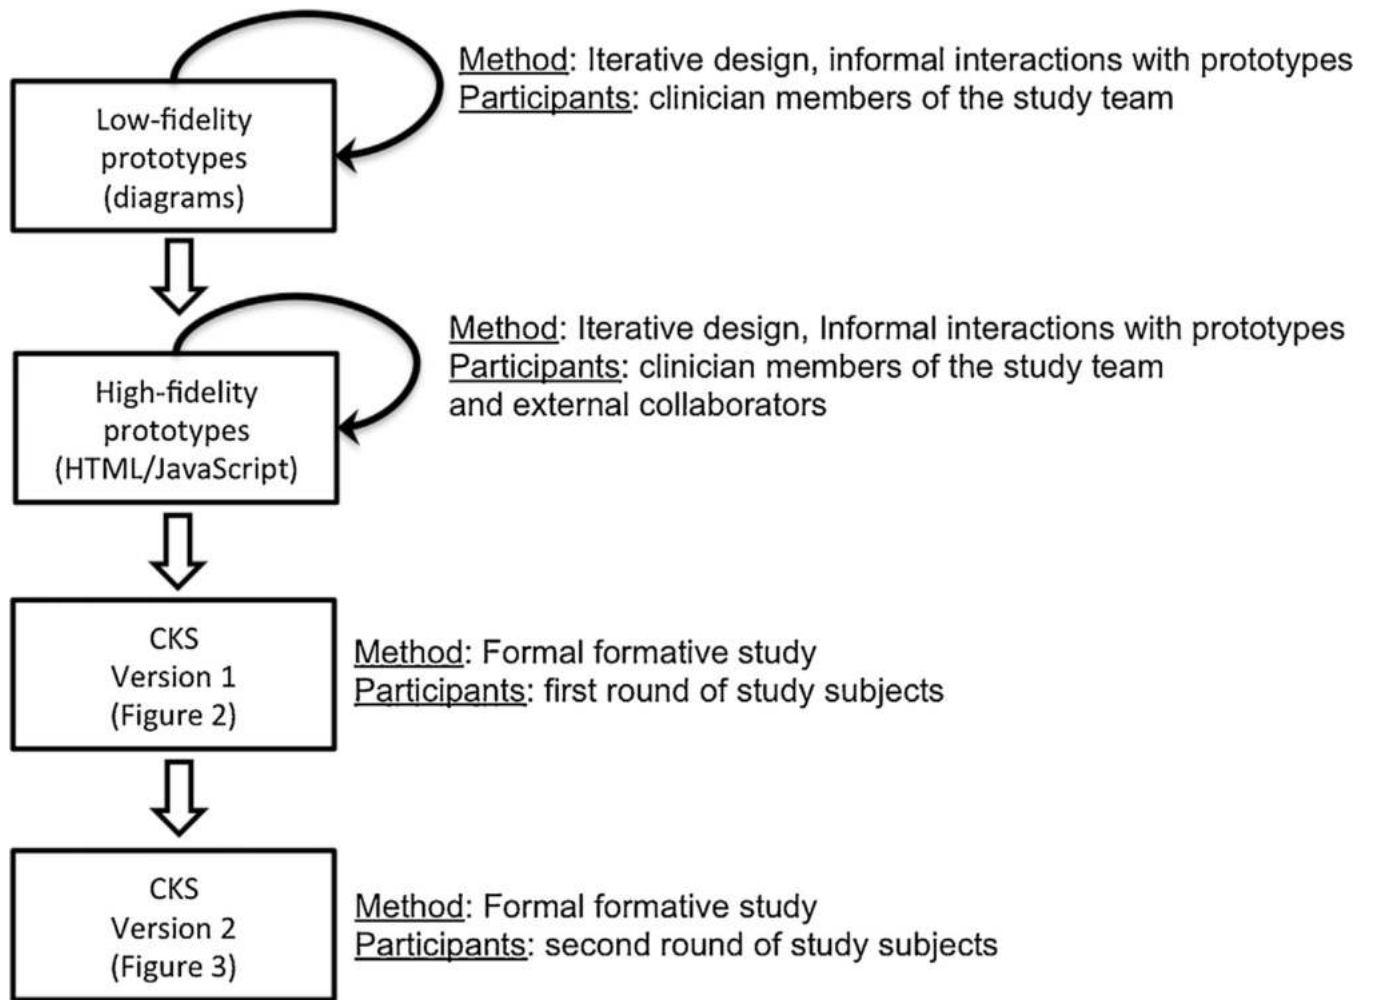 Method: Iterative design, informal interactions with prototypes
Participants: clinician members of the study team
Low-fidelity
prototypes
(diagrams)
Method: Iterative design, Informal interactions with prototypes
Participants: clinician members of the study team
and external collaborators
High-fidelity
prototypes
(HTML/JavaScript)
CKS
Version 1
(Figure 2)
Method: Formal formative study
Participants: first round of study subjects
CKS
Version 2
(Figure 3)
Method: Formal formative study
Participants: second round of study subjects